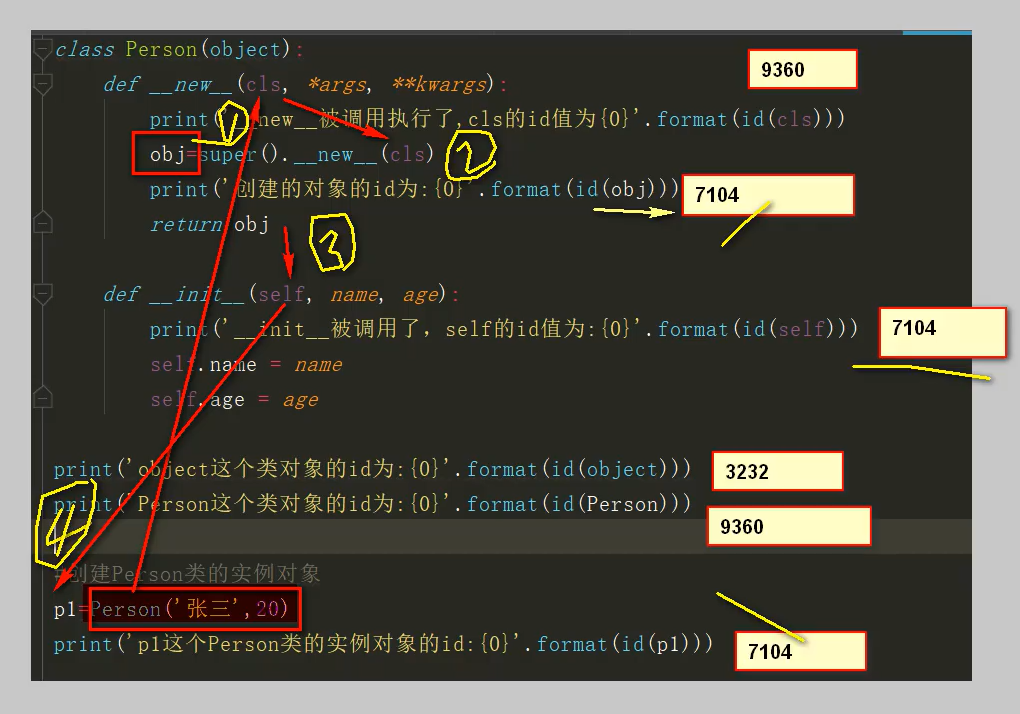 class Person(object):
9360
def __new__(cls, *args, **kwargs):
print('__new__被调用执行了,cls的id值为{0}'.format(id(cls)))
1
obj=super().__new__(cls)
2
print('创建的对象的id为:{0}'.format(id(obj)))
7104
return obj
3
def __init__(self, name, age):
print('__init__被调用了，self的id值为:{0}'.format(id(self)))
7104
self.name = name
self.age = age
print('object这个类对象的id为:{0}'.format(id(object)))
3232
print('Person这个类对象的id为:{0}'.format(id(Person)))
9360
4
#创建Person类的实例对象
p1=Person('张三',20)
print('p1这个Person类的实例对象的id:{0}'.format(id(p1)))
7104